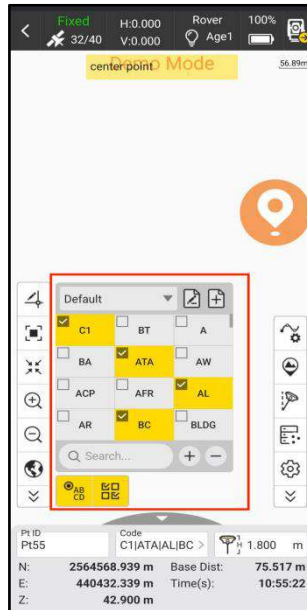 Fixed H:0.000 Rover 100%
32/40 V:0.000 Age1
Demo Mode
center point
56.89m
Default
C1 BT A
BA ATA AW
ACP AFR AL
AR BC BLDG
Search...
AB
CD
Pt ID Code
Pt55 C1|ATA|AL|BC > 1.800 m
N: 2564568.939 m Base Dist: 75.517 m
E: 440432.339 m Time(s): 10:55:22
Z: 42.900 m